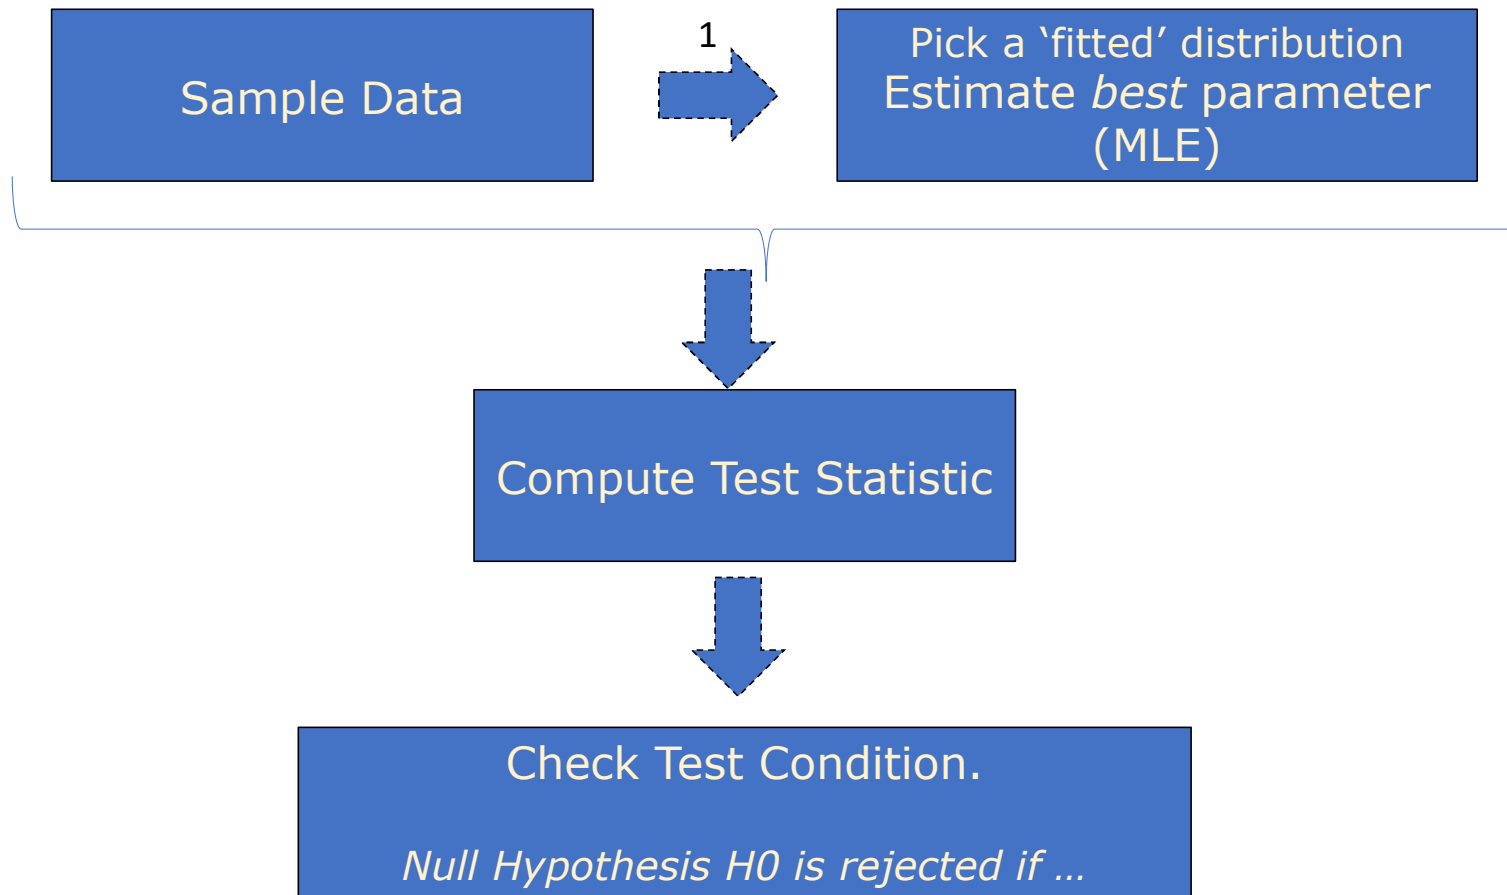 Sample Data
1
Pick a ‘fitted’ distribution
Estimate best parameter
(MLE)
Compute Test Statistic
Check Test Condition.
Null Hypothesis H0 is rejected if …